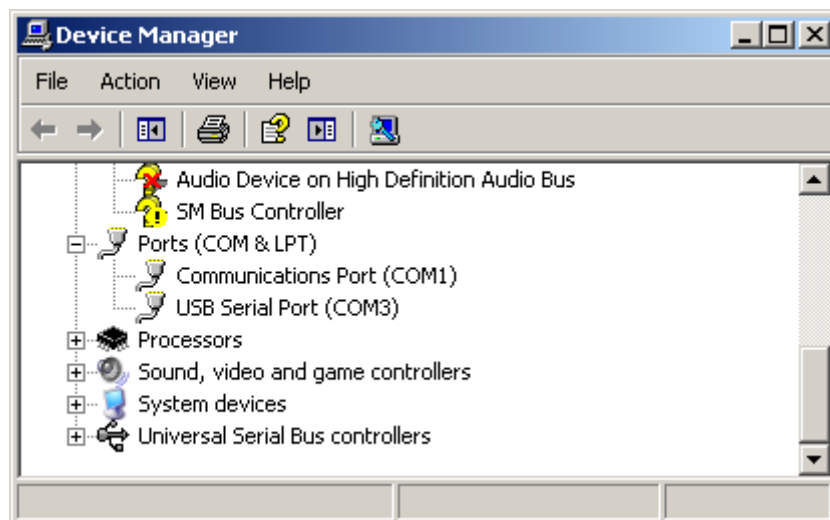 Device Manager
File Action View Help
Audio Device on High Definition Audio Bus
SM Bus Controller
Ports (COM & LPT)
Communications Port (COM1)
USB Serial Port (COM3)
Processors
Sound, video and game controllers
System devices
Universal Serial Bus controllers